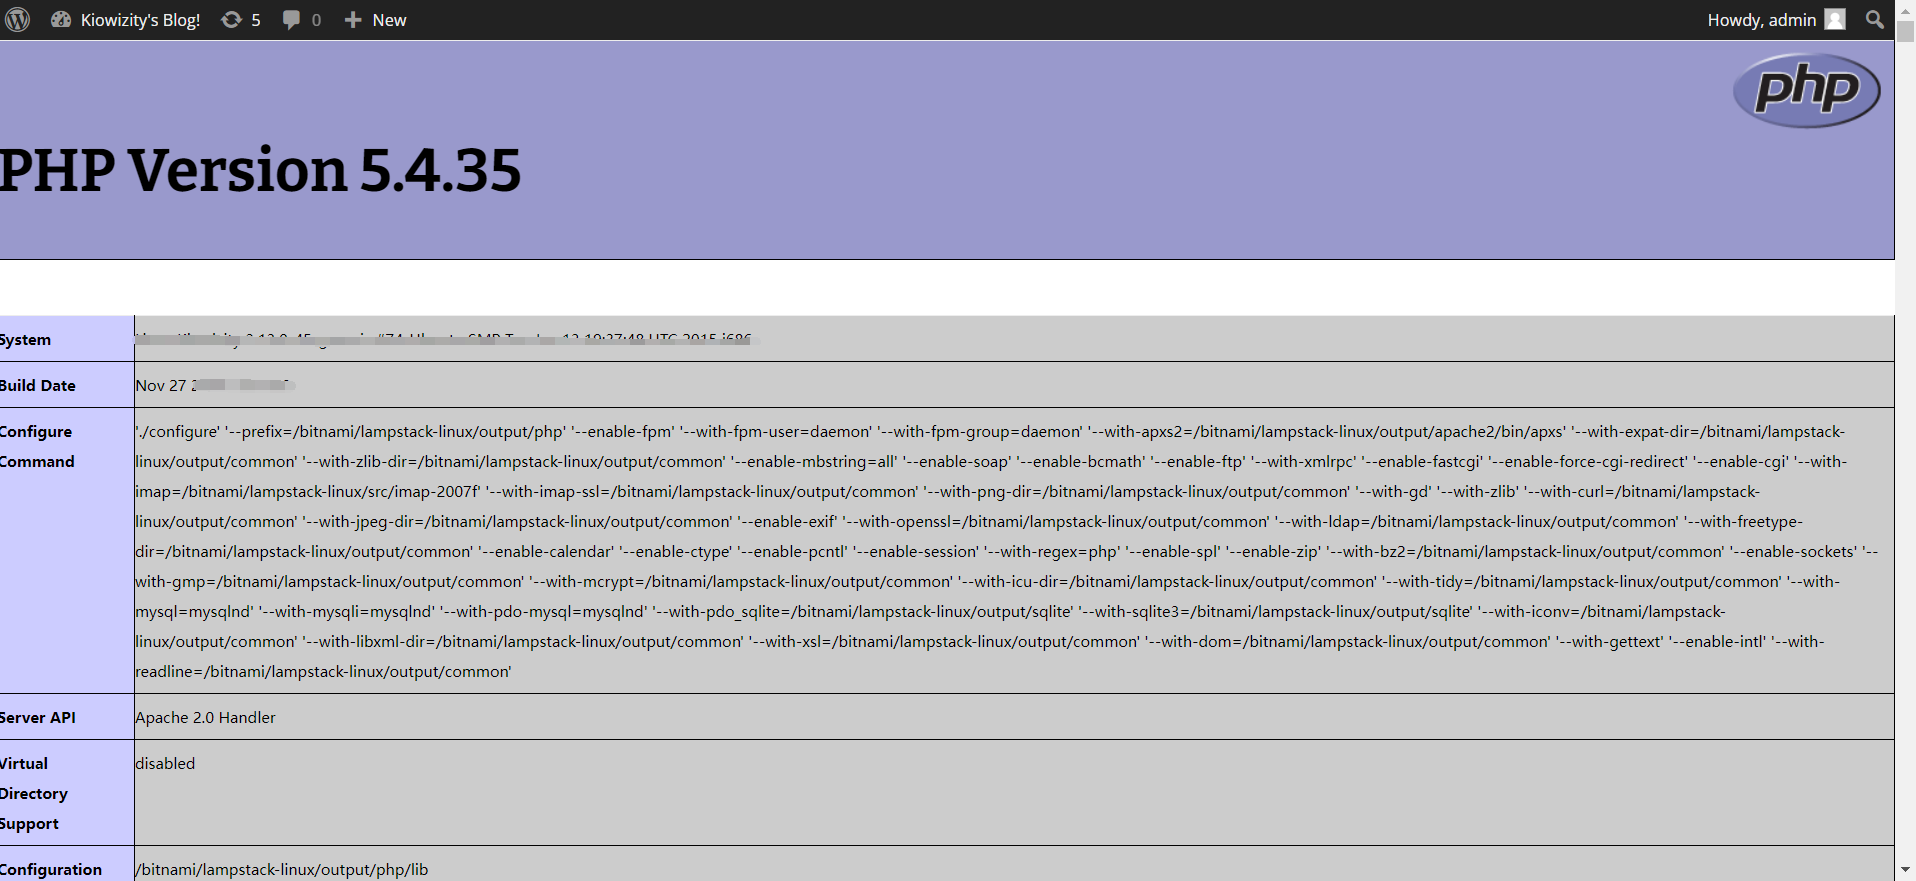 Kiowizity's Blog! 5 0 New Howdy, admin
php
PHP Version 5.4.35
System
Build Date Nov 27
Configure Command './configure' '--prefix=/bitnami/lampstack-linux/output/php' '--enable-fpm' '--with-fpm-user=daemon' '--with-fpm-group=daemon' '--with-apxs2=/bitnami/lampstack-linux/output/apache2/bin/apxs' '--with-expat-dir=/bitnami/lampstack-
linux/output/common' '--with-zlib-dir=/bitnami/lampstack-linux/output/common' '--enable-mbstring=all' '--enable-soap' '--enable-bcmath' '--enable-ftp' '--with-xmlrpc' '--enable-fastcgi' '--enable-force-cgi-redirect' '--enable-cgi' '--with-
imap=/bitnami/lampstack-linux/src/imap-2007f' '--with-imap-ssl=/bitnami/lampstack-linux/output/common' '--with-png-dir=/bitnami/lampstack-linux/output/common' '--with-gd' '--with-zlib' '--with-curl=/bitnami/lampstack-
linux/output/common' '--with-jpeg-dir=/bitnami/lampstack-linux/output/common' '--enable-exif' '--with-openssl=/bitnami/lampstack-linux/output/common' '--with-ldap=/bitnami/lampstack-linux/output/common' '--with-freetype-
dir=/bitnami/lampstack-linux/output/common' '--enable-calendar' '--enable-ctype' '--enable-pcntl' '--enable-session' '--with-regex=php' '--enable-spl' '--enable-zip' '--with-bz2=/bitnami/lampstack-linux/output/common' '--enable-sockets' '--
with-gmp=/bitnami/lampstack-linux/output/common' '--with-mcrypt=/bitnami/lampstack-linux/output/common' '--with-icu-dir=/bitnami/lampstack-linux/output/common' '--with-tidy=/bitnami/lampstack-linux/output/common' '--with-
mysql=mysqlnd' '--with-mysqli=mysqlnd' '--with-pdo-mysql=mysqlnd' '--with-pdo_sqlite=/bitnami/lampstack-linux/output/sqlite' '--with-sqlite3=/bitnami/lampstack-linux/output/sqlite' '--with-iconv=/bitnami/lampstack-
linux/output/common' '--with-libxml-dir=/bitnami/lampstack-linux/output/common' '--with-xsl=/bitnami/lampstack-linux/output/common' '--with-dom=/bitnami/lampstack-linux/output/common' '--with-gettext' '--enable-intl' '--with-
readline=/bitnami/lampstack-linux/output/common'
Server API Apache 2.0 Handler
Virtual Directory Support disabled
Configuration /bitnami/lampstack-linux/output/php/lib